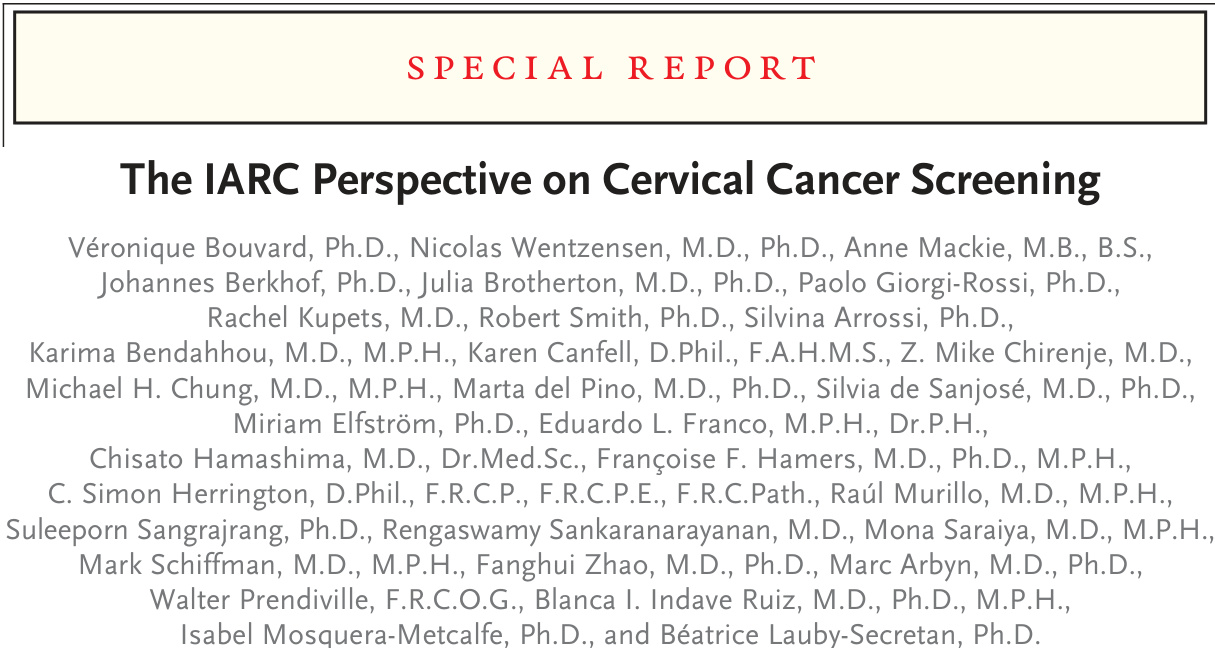 SPECIAL REPORT
The IARC Perspective on Cervical Cancer Screening
Véronique Bouvard, Ph.D., Nicolas Wentzensen, M.D., Ph.D., Anne Mackie, M.B., B.S.,
Johannes Berkhof, Ph.D., Julia Brotherton, M.D., Ph.D., Paolo Giorgi-Rossi, Ph.D.,
Rachel Kupets, M.D., Robert Smith, Ph.D., Silvina Arrossi, Ph.D.,
Karima Bendahhou, M.D., M.P.H., Karen Canfell, D.Phil., F.A.H.M.S., Z. Mike Chirenje, M.D.,
Michael H. Chung, M.D., M.P.H., Marta del Pino, M.D., Ph.D., Silvia de Sanjosé, M.D., Ph.D.,
Miriam Elfström, Ph.D., Eduardo L. Franco, M.P.H., Dr.P.H.,
Chisato Hamashima, M.D., Dr.Med.Sc., Françoise F. Hamers, M.D., Ph.D., M.P.H.,
C. Simon Herrington, D.Phil., F.R.C.P., F.R.C.P.E., F.R.C.Path., Raúl Murillo, M.D., M.P.H.,
Suleeporn Sangrajrang, Ph.D., Rengaswamy Sankaranarayanan, M.D., Mona Saraiya, M.D., M.P.H.,
Mark Schiffman, M.D., M.P.H., Fanghui Zhao, M.D., Ph.D., Marc Arbyn, M.D., Ph.D.,
Walter Prendiville, F.R.C.O.G., Blanca I. Indave Ruiz, M.D., Ph.D., M.P.H.,
Isabel Mosquera-Metcalfe, Ph.D., and Béatrice Lauby-Secretan, Ph.D.